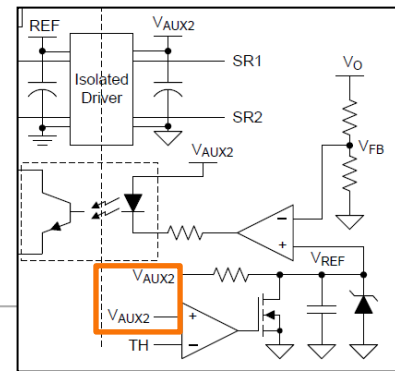 REF
VAUX2
Isolated
Driver
SR1
SR2
VO
VFB
VAUX2
−
+
VREF
VAUX2
VAUX2
+
TH
−